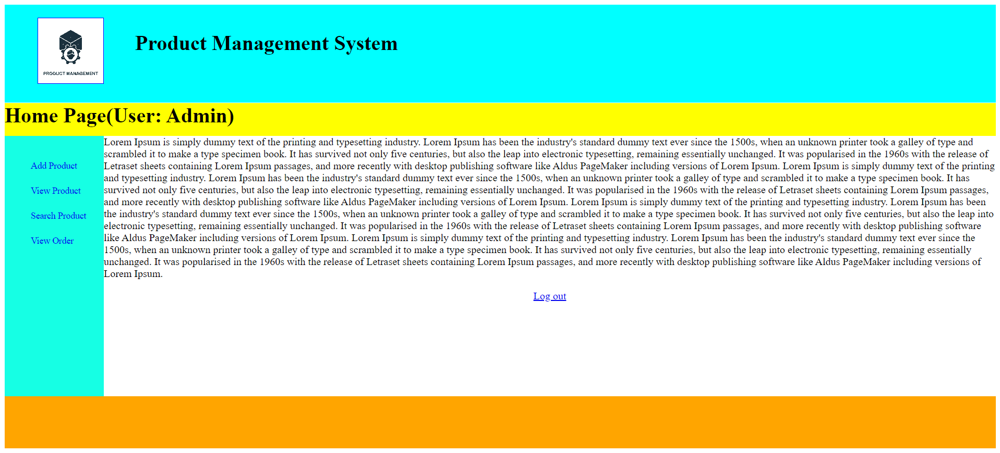 PRODUCT MANAGEMENT
Product Management System
Home Page(User: Admin)
Add Product
View Product
Search Product
View Order
Lorem Ipsum is simply dummy text of the printing and typesetting industry. Lorem Ipsum has been the industry's standard dummy text ever since the 1500s, when an unknown printer took a galley of type and
scrambled it to make a type specimen book. It has survived not only five centuries, but also the leap into electronic typesetting, remaining essentially unchanged. It was popularised in the 1960s with the release of
Letraset sheets containing Lorem Ipsum passages, and more recently with desktop publishing software like Aldus PageMaker including versions of Lorem Ipsum. Lorem Ipsum is simply dummy text of the printing
and typesetting industry. Lorem Ipsum has been the industry's standard dummy text ever since the 1500s, when an unknown printer took a galley of type and scrambled it to make a type specimen book. It has
survived not only five centuries, but also the leap into electronic typesetting, remaining essentially unchanged. It was popularised in the 1960s with the release of Letraset sheets containing Lorem Ipsum passages,
and more recently with desktop publishing software like Aldus PageMaker including versions of Lorem Ipsum. Lorem Ipsum is simply dummy text of the printing and typesetting industry. Lorem Ipsum has been
the industry's standard dummy text ever since the 1500s, when an unknown printer took a galley of type and scrambled it to make a type specimen book. It has survived not only five centuries, but also the leap into
electronic typesetting, remaining essentially unchanged. It was popularised in the 1960s with the release of Letraset sheets containing Lorem Ipsum passages, and more recently with desktop publishing software
like Aldus PageMaker including versions of Lorem Ipsum. Lorem Ipsum is simply dummy text of the printing and typesetting industry. Lorem Ipsum has been the industry's standard dummy text ever since the
1500s, when an unknown printer took a galley of type and scrambled it to make a type specimen book. It has survived not only five centuries, but also the leap into electronic typesetting, remaining essentially
unchanged. It was popularised in the 1960s with the release of Letraset sheets containing Lorem Ipsum passages, and more recently with desktop publishing software like Aldus PageMaker including versions of
Lorem Ipsum.
Log out